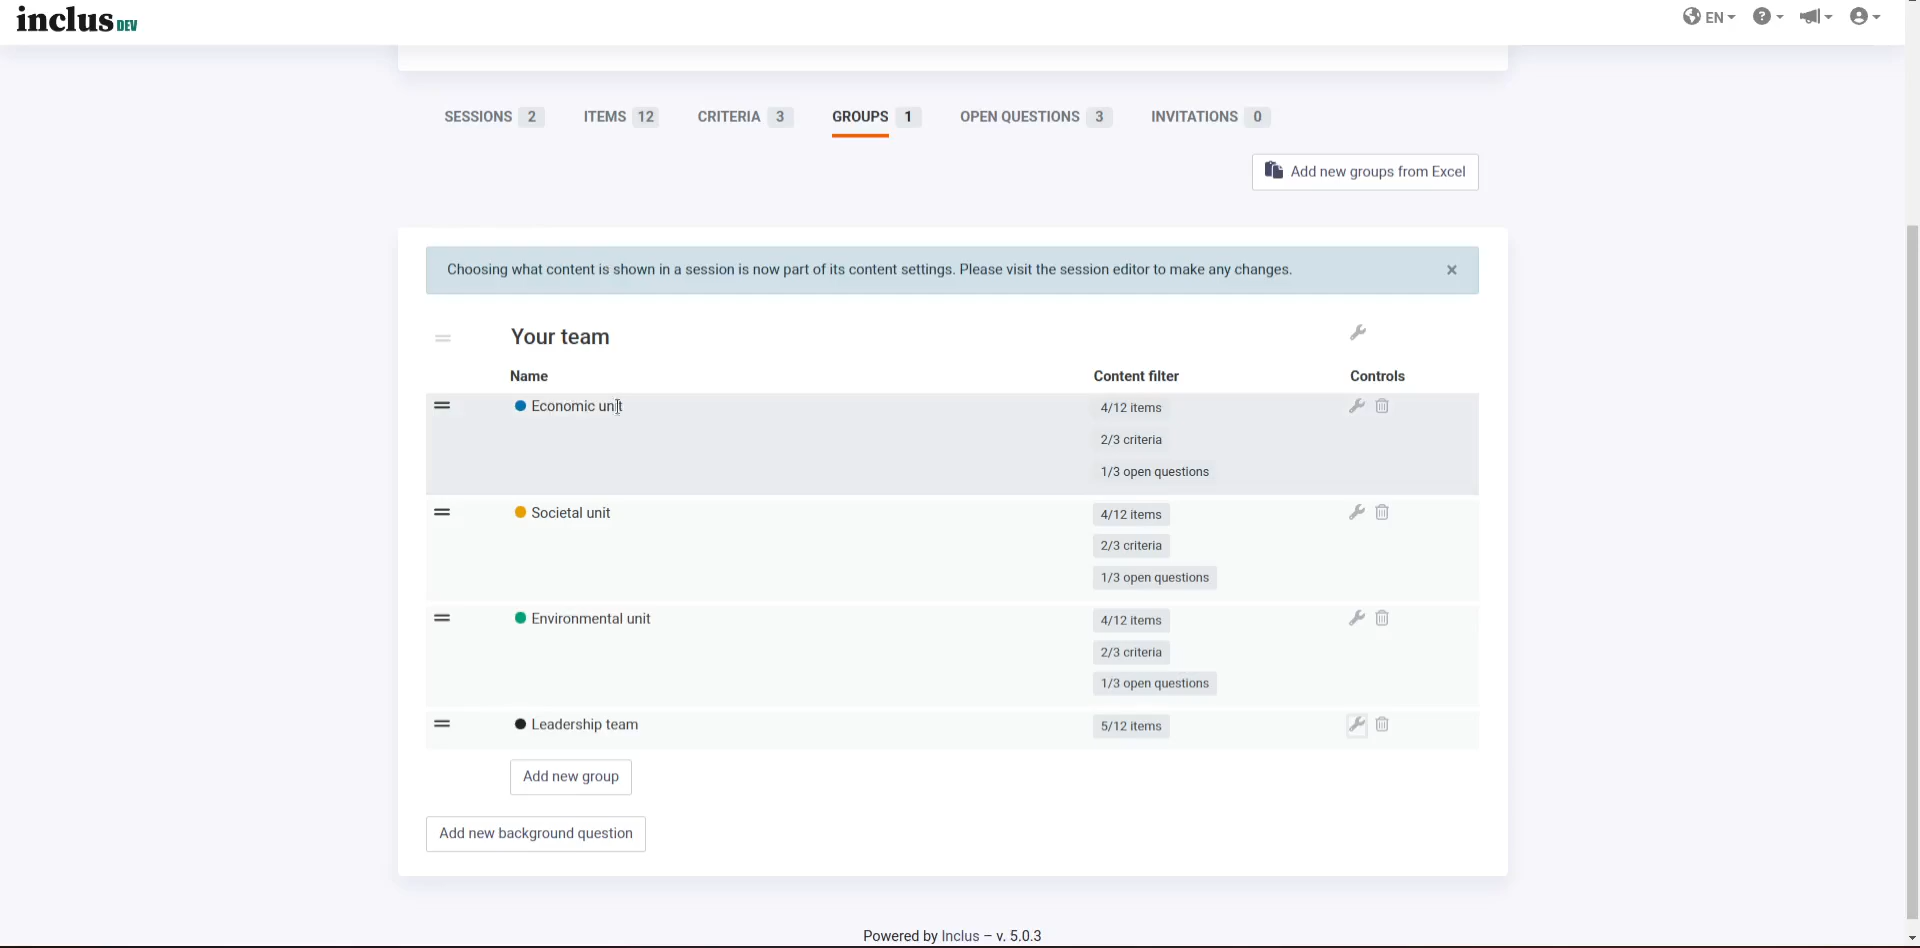 inclus DEV
EN
SESSIONS 2 ITEMS 12 CRITERIA 3 GROUPS 1 OPEN QUESTIONS 3 INVITATIONS 0
Add new groups from Excel
Choosing what content is shown in a session is now part of its content settings. Please visit the session editor to make any changes. ×
Your team
Name Content filter Controls
Economic unit 4/12 items
2/3 criteria
1/3 open questions
Societal unit 4/12 items
2/3 criteria
1/3 open questions
Environmental unit 4/12 items
2/3 criteria
1/3 open questions
Leadership team 5/12 items
Add new group
Add new background question
Powered by Inclus – v. 5.0.3